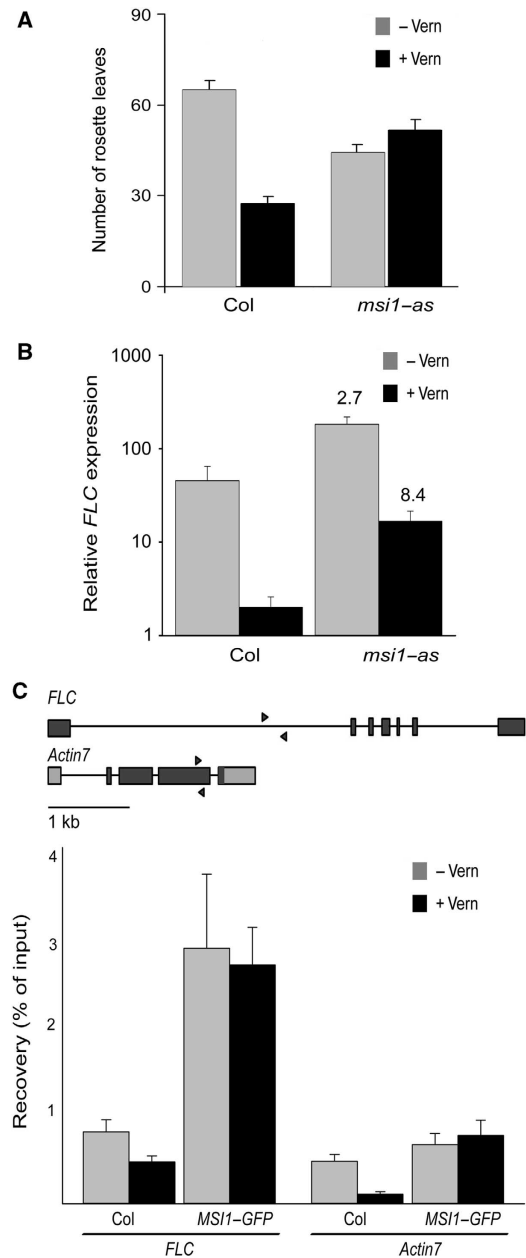 A
90
60
30
0
Number of rosette leaves
– Vern
+ Vern
Col
msi1–as
B
1000
100
10
1
Relative FLC expression
– Vern
+ Vern
2.7
8.4
Col
msi1–as
C
FLC
Actin7
1 kb
4
3
2
1
Recovery (% of input)
– Vern
+ Vern
Col
MSI1–GFP
Col
MSI1–GFP
FLC
Actin7